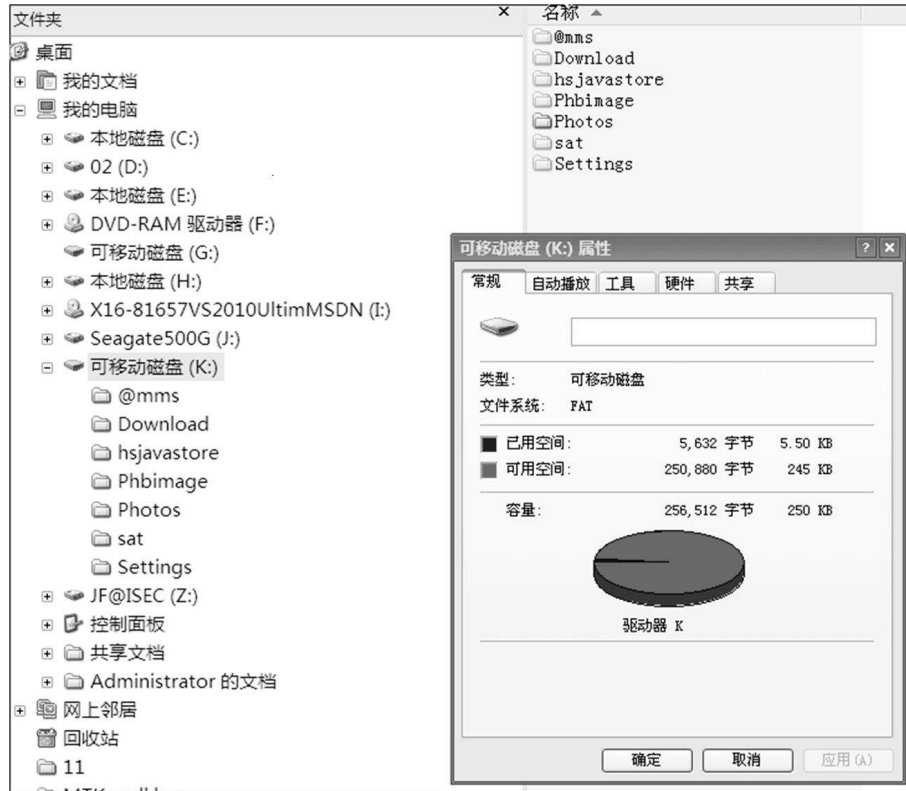 文件夹 ×
桌面
我的文档
我的电脑
本地磁盘 (C:)
02 (D:)
本地磁盘 (E:)
DVD-RAM 驱动器 (F:)
可移动磁盘 (G:)
本地磁盘 (H:)
X16-81657VS2010UltimMSDN (I:)
Seagate500G (J:)
可移动磁盘 (K:)
@mms
Download
hsjavastore
Phbimage
Photos
sat
Settings
JF@ISEC (Z:)
控制面板
共享文档
Administrator 的文档
网上邻居
回收站
11
名称
@mms
Download
hsjavastore
Phbimage
Photos
sat
Settings
可移动磁盘 (K:) 属性
常规 自动播放 工具 硬件 共享
类型: 可移动磁盘
文件系统: FAT
已用空间: 5,632 字节 5.50 KB
可用空间: 250,880 字节 245 KB
容量: 256,512 字节 250 KB
驱动器 K
确定 取消 应用(A)